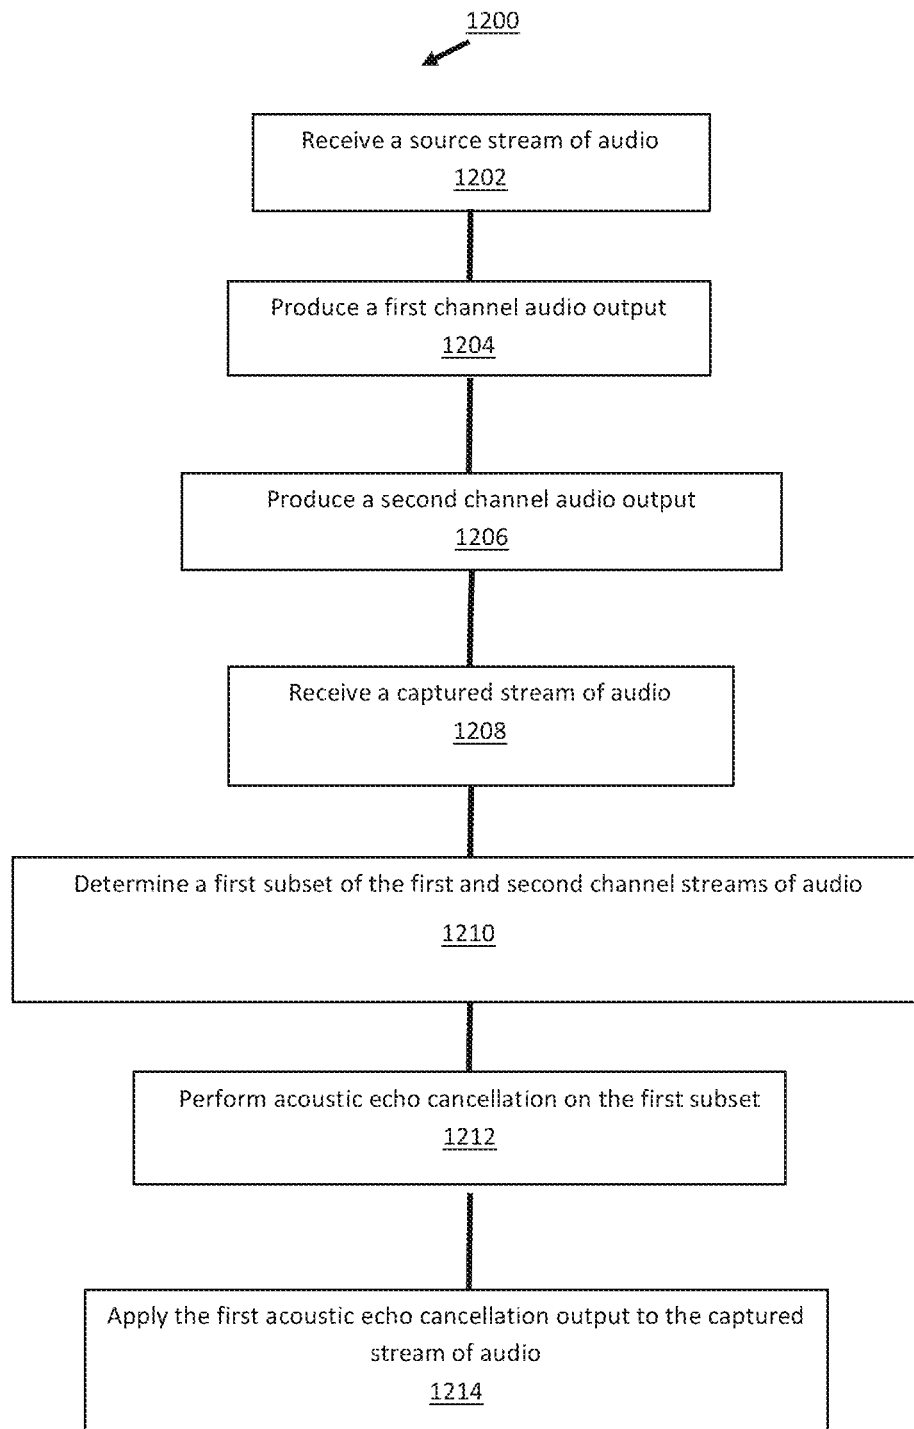 1200
Receive a source stream of audio
1202
Produce a first channel audio output
1204
Produce a second channel audio output
1206
Receive a captured stream of audio
1208
Determine a first subset of the first and second channel streams of audio
1210
Perform acoustic echo cancellation on the first subset
1212
Apply the first acoustic echo cancellation output to the captured
stream of audio
1214